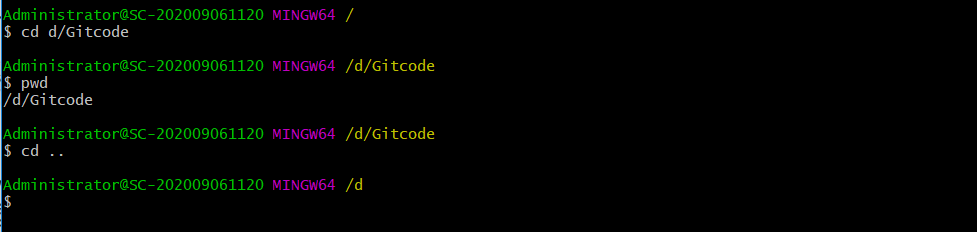 Administrator@SC-202009061120 MINGW64 /
$ cd d/Gitcode
Administrator@SC-202009061120 MINGW64 /d/Gitcode
$ pwd
/d/Gitcode
Administrator@SC-202009061120 MINGW64 /d/Gitcode
$ cd ..
Administrator@SC-202009061120 MINGW64 /d
$